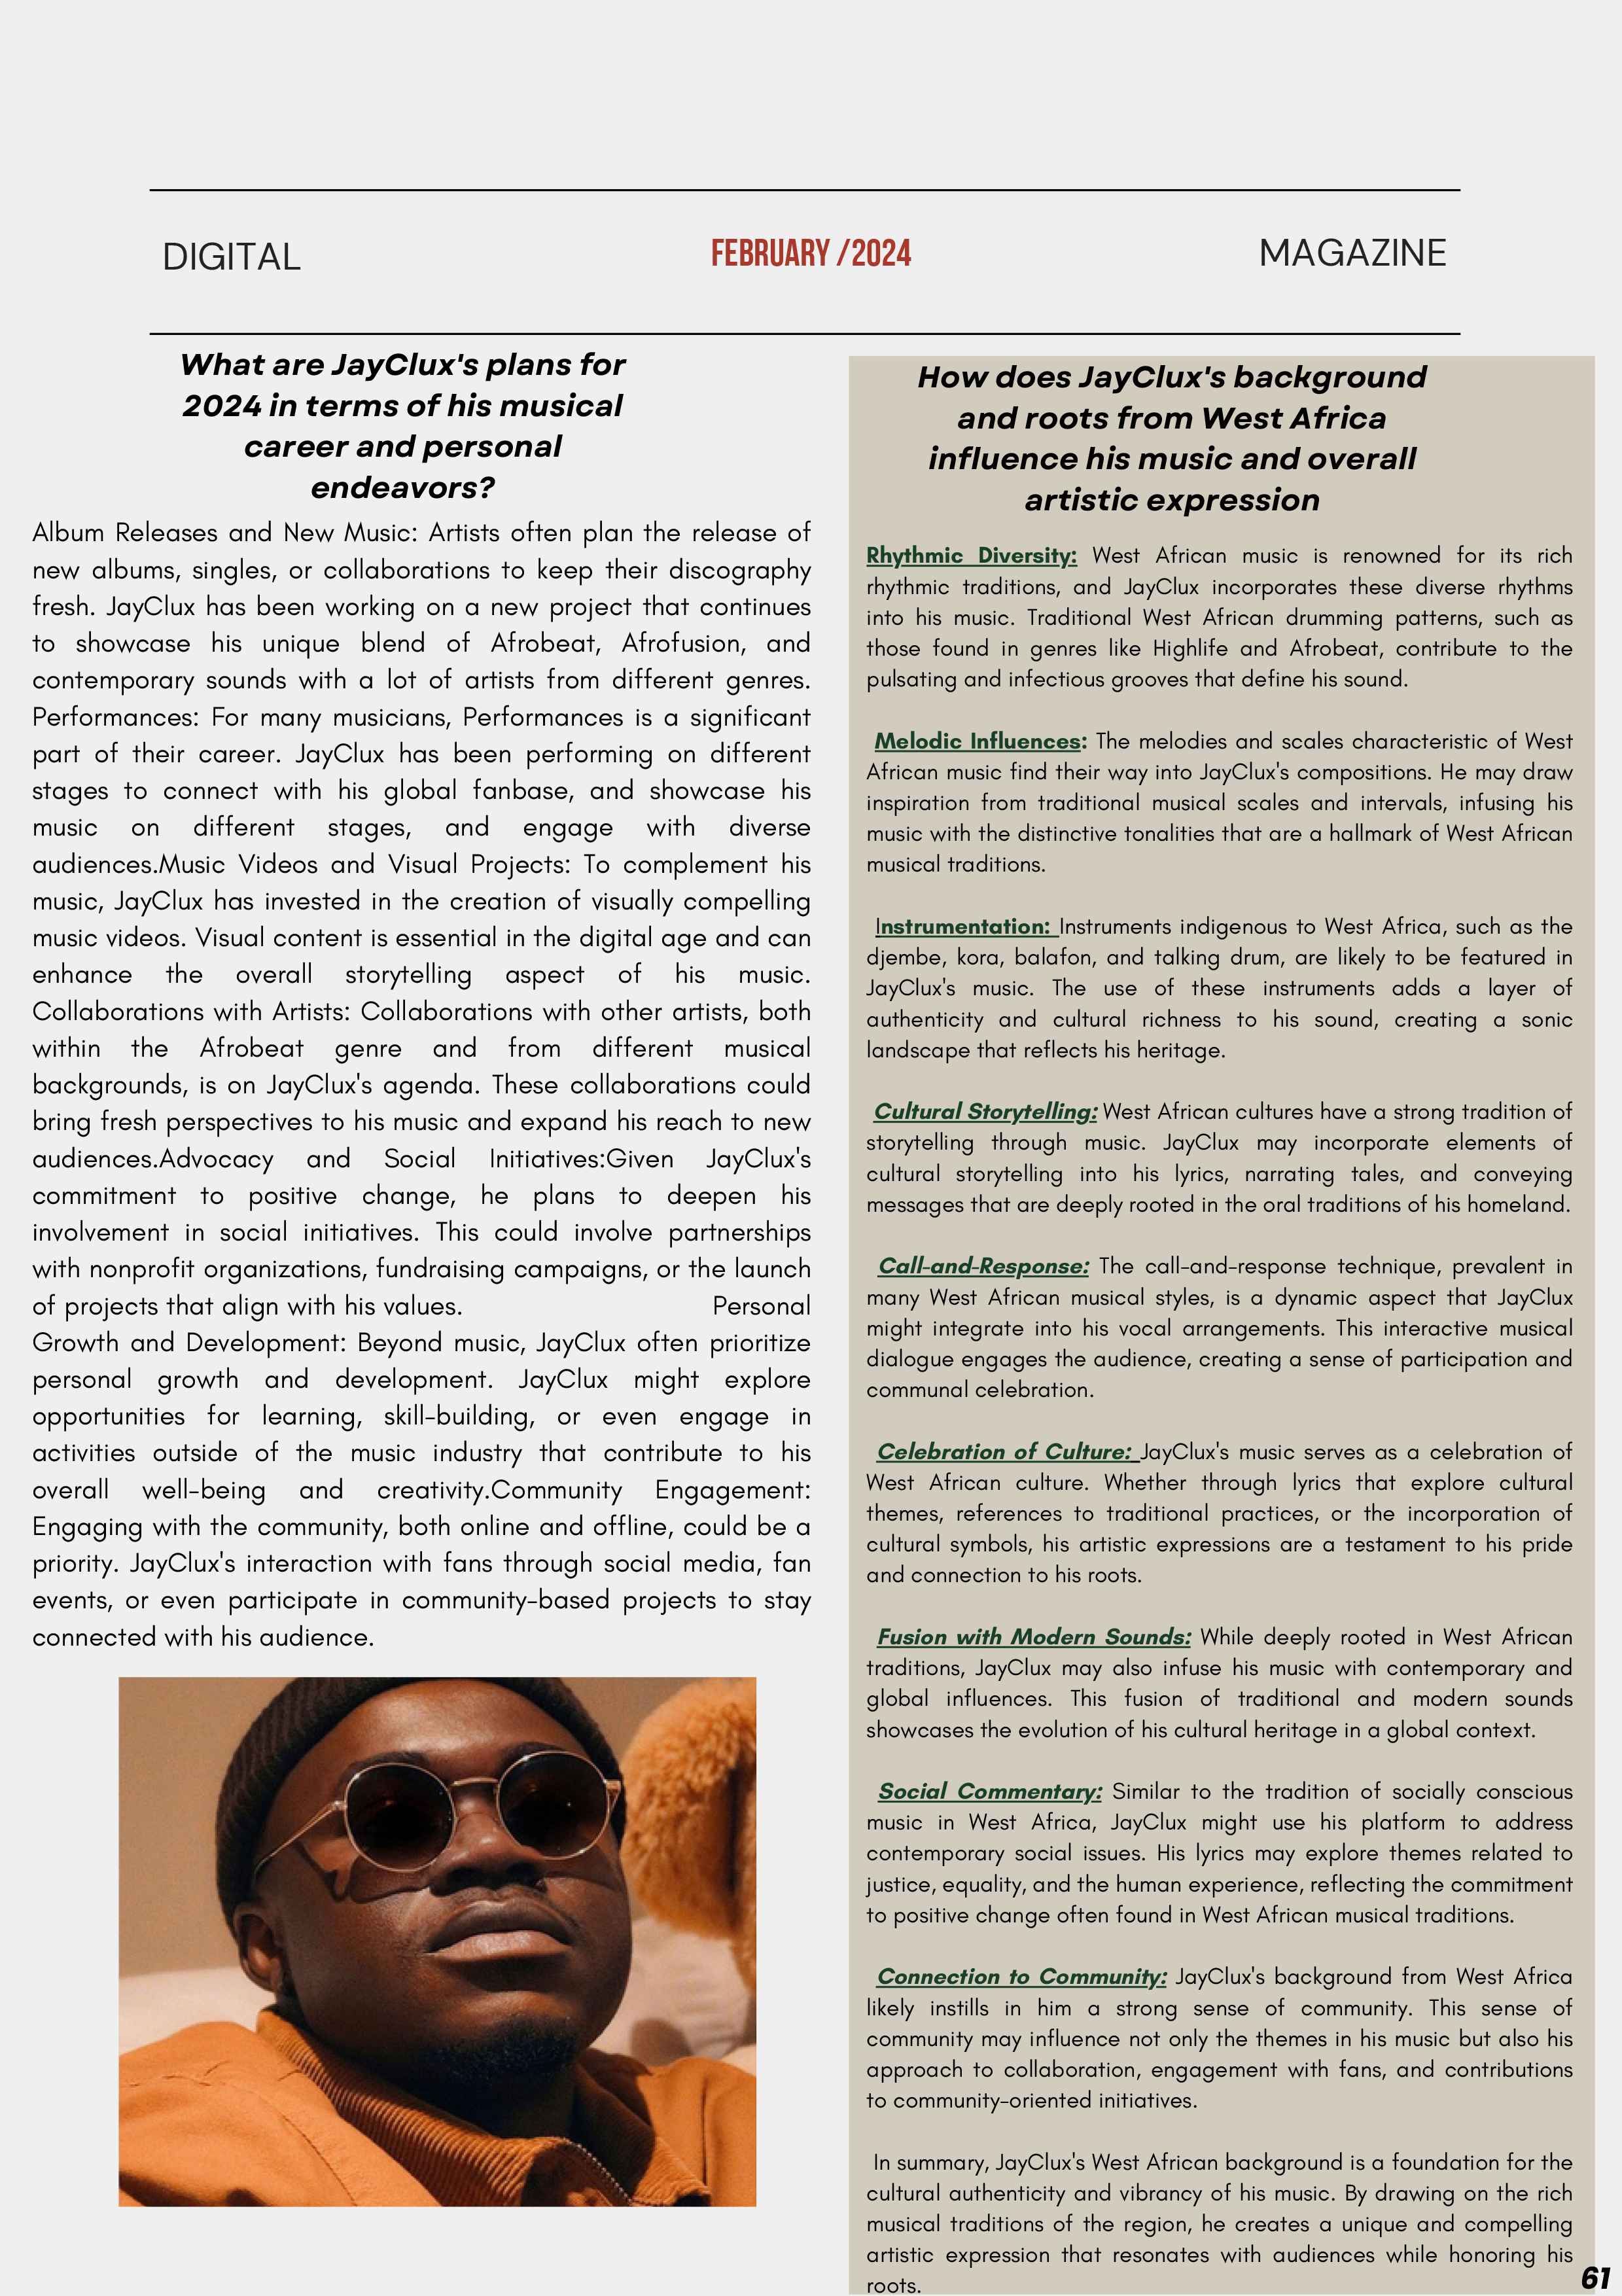 DIGITAL
FEBRUARY /2024
MAGAZINE
What are JayClux's plans for
2024 in terms of his musical
career and personal
endeavors?
Album Releases and New Music: Artists often plan the release of
new albums, singles, or collaborations to keep their discography
fresh. JayClux has been working on a new project that continues
to showcase his unique blend of Afrobeat, Afrofusion, and
contemporary sounds with a lot of artists from different genres.
Performances: For many musicians, Performances is a significant
part of their career. JayClux has been performing on different
stages to connect with his global fanbase, and showcase his
music on different stages, and engage with diverse
audiences.Music Videos and Visual Projects: To complement his
music, JayClux has invested in the creation of visually compelling
music videos. Visual content is essential in the digital age and can
enhance the overall storytelling aspect of his music.
Collaborations with Artists: Collaborations with other artists, both
within the Afrobeat genre and from different musical
backgrounds, is on JayClux's agenda. These collaborations could
bring fresh perspectives to his music and expand his reach to new
audiences.Advocacy and Social Initiatives:Given JayClux's
commitment to positive change, he plans to deepen his
involvement in social initiatives. This could involve partnerships
with nonprofit organizations, fundraising campaigns, or the launch
of projects that align with his values. Personal
Growth and Development: Beyond music, JayClux often prioritize
personal growth and development. JayClux might explore
opportunities for learning, skill-building, or even engage in
activities outside of the music industry that contribute to his
overall well-being and creativity.Community Engagement:
Engaging with the community, both online and offline, could be a
priority. JayClux's interaction with fans through social media, fan
events, or even participate in community-based projects to stay
connected with his audience.
How does JayClux's background
and roots from West Africa
influence his music and overall
artistic expression
Rhythmic Diversity: West African music is renowned for its rich
rhythmic traditions, and JayClux incorporates these diverse rhythms
into his music. Traditional West African drumming patterns, such as
those found in genres like Highlife and Afrobeat, contribute to the
pulsating and infectious grooves that define his sound.
Melodic Influences: The melodies and scales characteristic of West
African music find their way into JayClux's compositions. He may draw
inspiration from traditional musical scales and intervals, infusing his
music with the distinctive tonalities that are a hallmark of West African
musical traditions.
Instrumentation: Instruments indigenous to West Africa, such as the
djembe, kora, balafon, and talking drum, are likely to be featured in
JayClux's music. The use of these instruments adds a layer of
authenticity and cultural richness to his sound, creating a sonic
landscape that reflects his heritage.
Cultural Storytelling: West African cultures have a strong tradition of
storytelling through music. JayClux may incorporate elements of
cultural storytelling into his lyrics, narrating tales, and conveying
messages that are deeply rooted in the oral traditions of his homeland.
Call-and-Response: The call-and-response technique, prevalent in
many West African musical styles, is a dynamic aspect that JayClux
might integrate into his vocal arrangements. This interactive musical
dialogue engages the audience, creating a sense of participation and
communal celebration.
Celebration of Culture: JayClux's music serves as a celebration of
West African culture. Whether through lyrics that explore cultural
themes, references to traditional practices, or the incorporation of
cultural symbols, his artistic expressions are a testament to his pride
and connection to his roots.
Fusion with Modern Sounds: While deeply rooted in West African
traditions, JayClux may also infuse his music with contemporary and
global influences. This fusion of traditional and modern sounds
showcases the evolution of his cultural heritage in a global context.
Social Commentary: Similar to the tradition of socially conscious
music in West Africa, JayClux might use his platform to address
contemporary social issues. His lyrics may explore themes related to
justice, equality, and the human experience, reflecting the commitment
to positive change often found in West African musical traditions.
Connection to Community: JayClux's background from West Africa
likely instills in him a strong sense of community. This sense of
community may influence not only the themes in his music but also his
approach to collaboration, engagement with fans, and contributions
to community-oriented initiatives.
In summary, JayClux's West African background is a foundation for the
cultural authenticity and vibrancy of his music. By drawing on the rich
musical traditions of the region, he creates a unique and compelling
artistic expression that resonates with audiences while honoring his
roots.
61